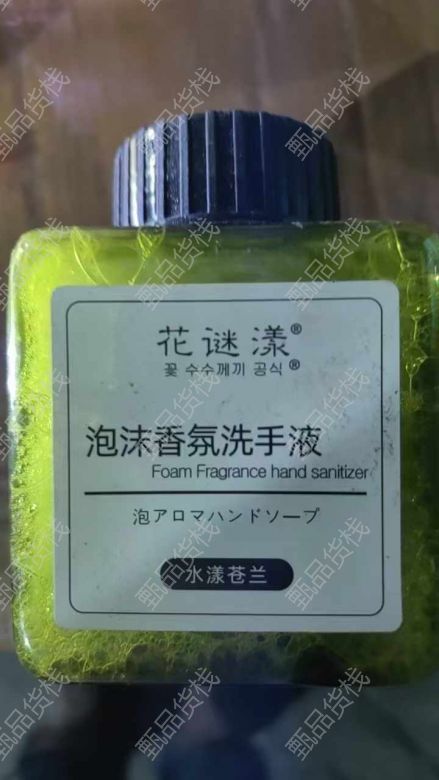 花谜漾®
꽃 수수께끼 공식®
泡沫香氛洗手液
Foam Fragrance hand sanitizer
泡アロマハンドソープ
水漾苍兰
甄品货栈